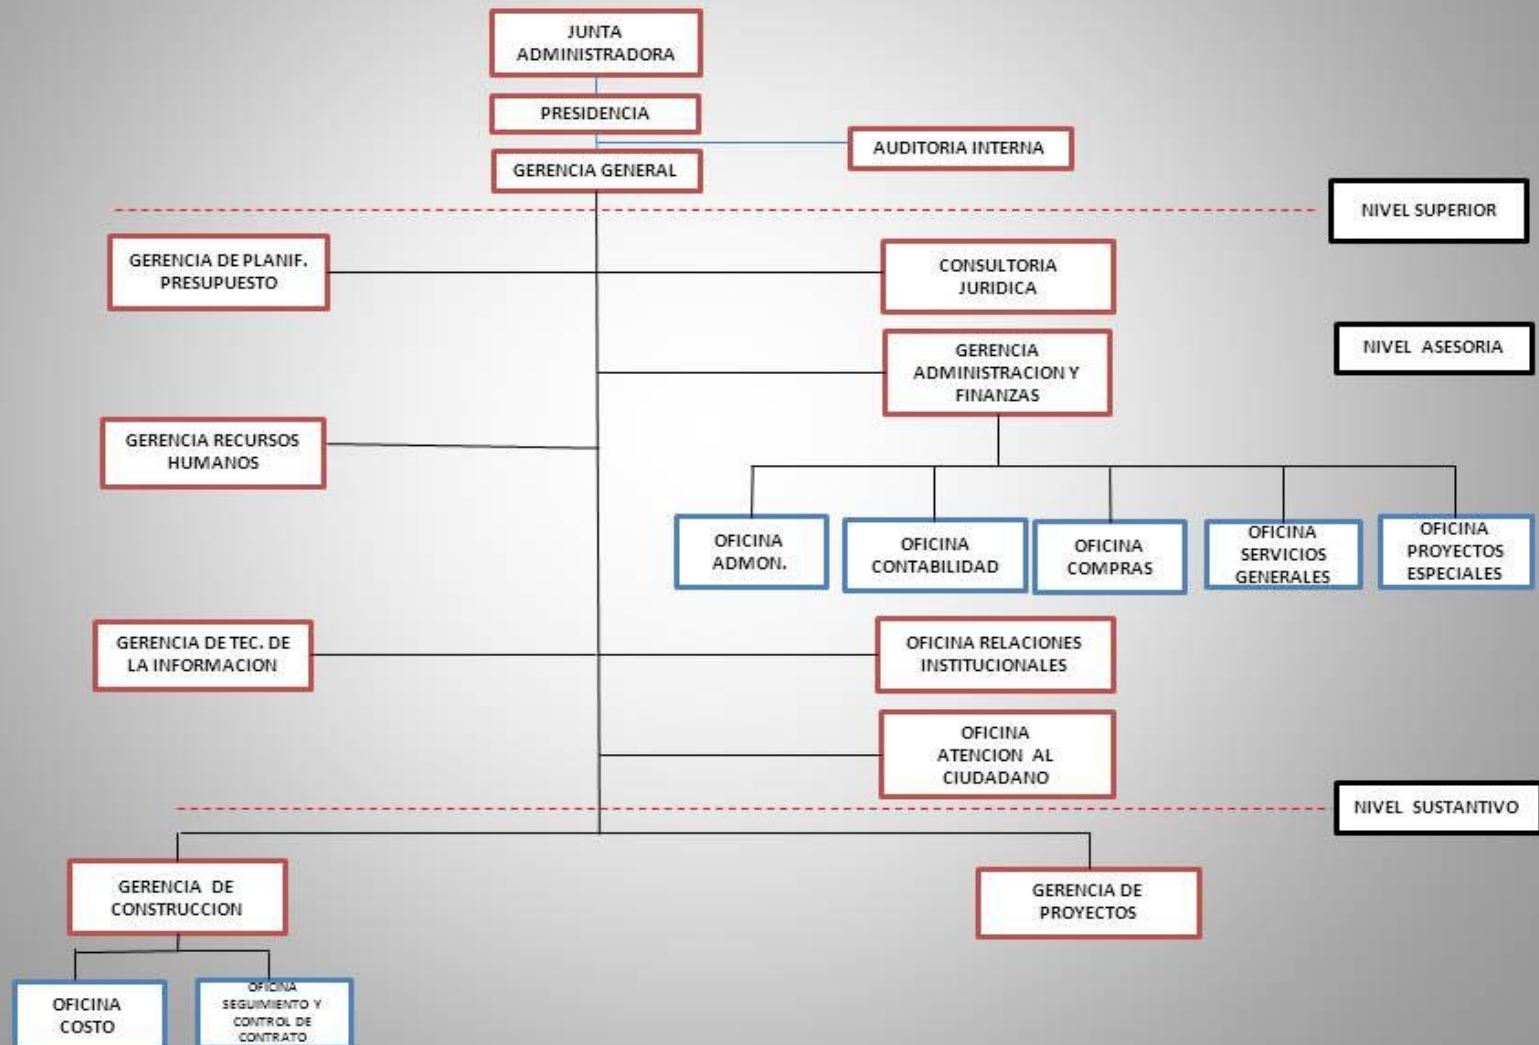 JUNTA
ADMINISTRADORA
PRESIDENCIA
AUDITORIA INTERNA
GERENCIA GENERAL
NIVEL SUPERIOR
GERENCIA DE PLANIF.
PRESUPUESTO
CONSULTORIA
JURIDICA
NIVEL ASESORIA
GERENCIA
ADMINISTRACION Y
FINANZAS
GERENCIA RECURSOS
HUMANOS
OFICINA
ADMON.
OFICINA
CONTABILIDAD
OFICINA
COMPRAS
OFICINA
SERVICIOS
GENERALES
OFICINA
PROYECTOS
ESPECIALES
GERENCIA DE TEC. DE
LA INFORMACION
OFICINA RELACIONES
INSTITUCIONALES
OFICINA
ATENCION AL
CIUDADANO
NIVEL SUSTANTIVO
GERENCIA DE
CONSTRUCCION
GERENCIA DE
PROYECTOS
OFICINA
COSTO
OFICINA
SEGUIMIENTO Y
CONTROL DE
CONTRATO